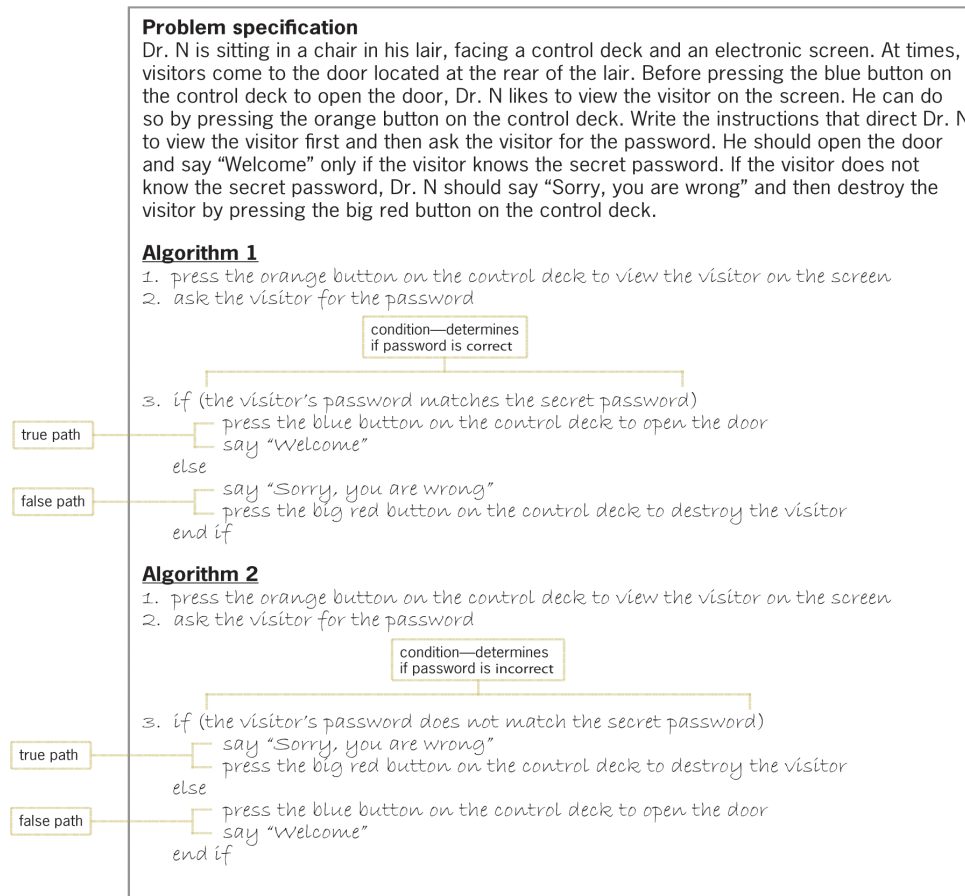 Problem specification
Dr. N is sitting in a chair in his lair, facing a control deck and an electronic screen. At times,
visitors come to the door located at the rear of the lair. Before pressing the blue button on
the control deck to open the door, Dr. N likes to view the visitor on the screen. He can do
so by pressing the orange button on the control deck. Write the instructions that direct Dr. N
to view the visitor first and then ask the visitor for the password. He should open the door
and say “Welcome” only if the visitor knows the secret password. If the visitor does not
know the secret password, Dr. N should say “Sorry, you are wrong” and then destroy the
visitor by pressing the big red button on the control deck.
Algorithm 1
1. press the orange button on the control deck to view the visitor on the screen
2. ask the visitor for the password
condition—determines
if password is correct
3. if (the visitor's password matches the secret password)
press the blue button on the control deck to open the door
true path
say “Welcome”
else
say “Sorry, you are wrong”
false path
press the big red button on the control deck to destroy the visitor
end if
Algorithm 2
1. press the orange button on the control deck to view the visitor on the screen
2. ask the visitor for the password
condition—determines
if password is incorrect
3. if (the visitor's password does not match the secret password)
say “Sorry, you are wrong”
true path
press the big red button on the control deck to destroy the visitor
else
press the blue button on the control deck to open the door
false path
say “Welcome”
end if